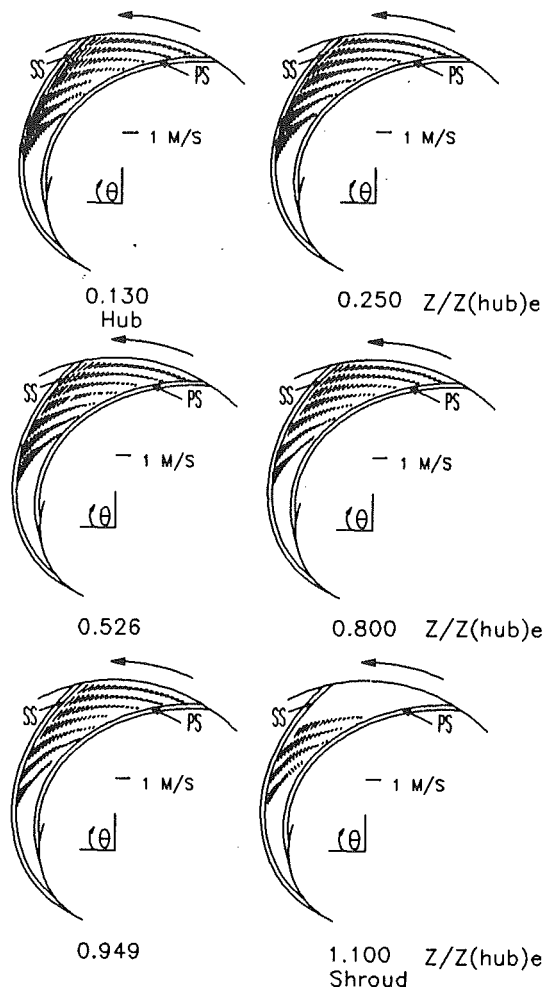 SS PS SS PS
1 M/S 1 M/S
(θ (θ
0.130 0.250 Z/Z(hub)e
Hub
SS PS SS PS
1 M/S 1 M/S
(θ (θ
0.526 0.800 Z/Z(hub)e
SS PS SS PS
1 M/S 1 M/S
(θ (θ
0.949 1.100 Z/Z(hub)e
Shroud